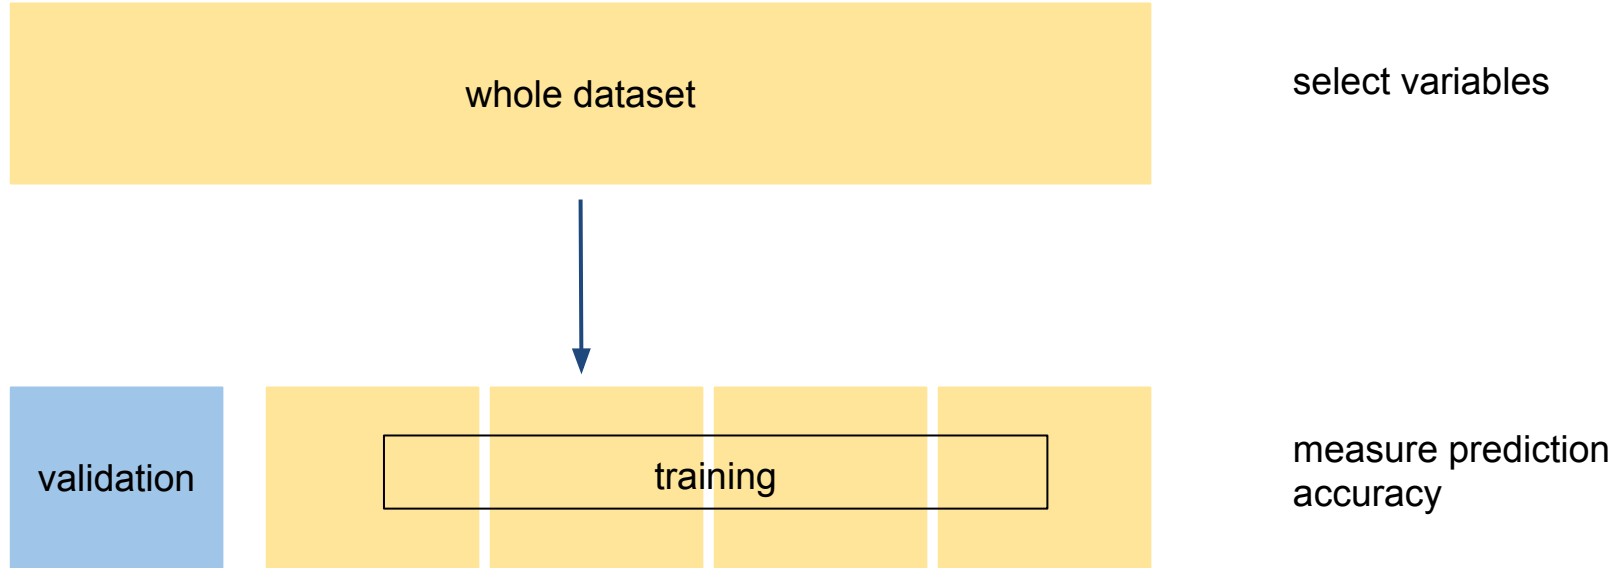 whole dataset
select variables
validation
training
measure prediction
accuracy